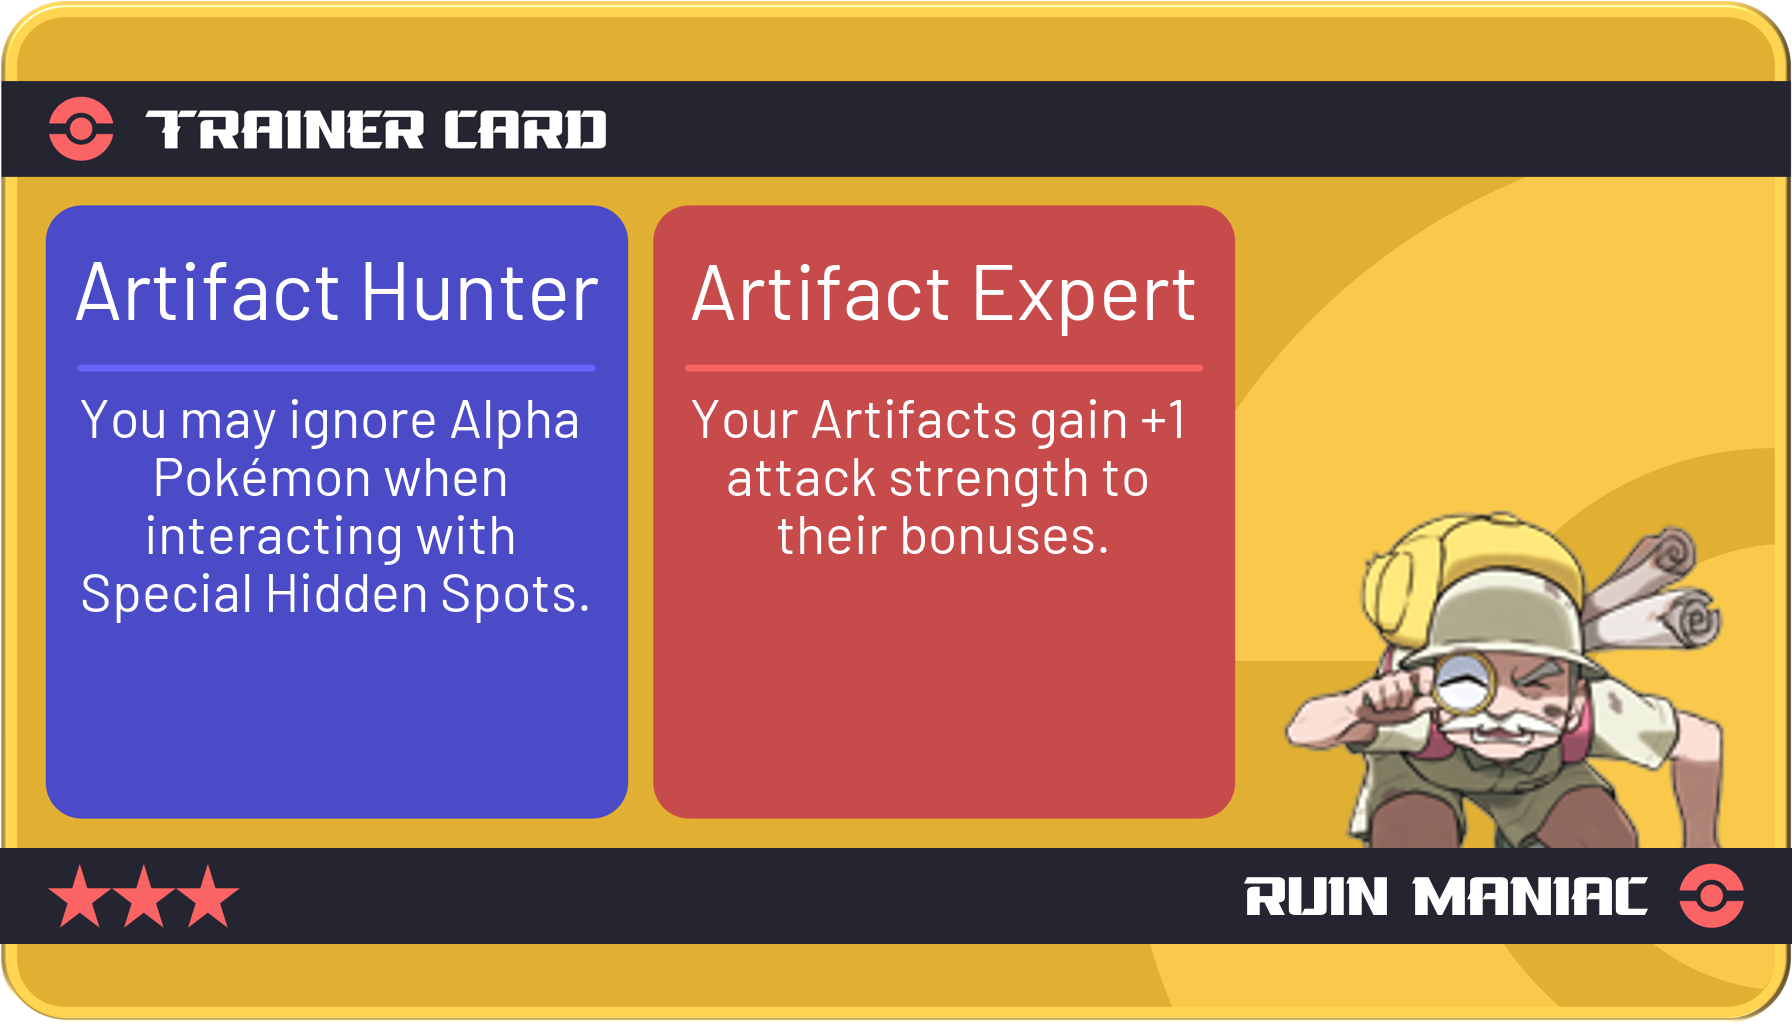 TRAINER CARD
Artifact Hunter
You may ignore Alpha
Pokémon when
interacting with
Special Hidden Spots.
Artifact Expert
Your Artifacts gain +1
attack strength to
their bonuses.
RUIN MANIAC